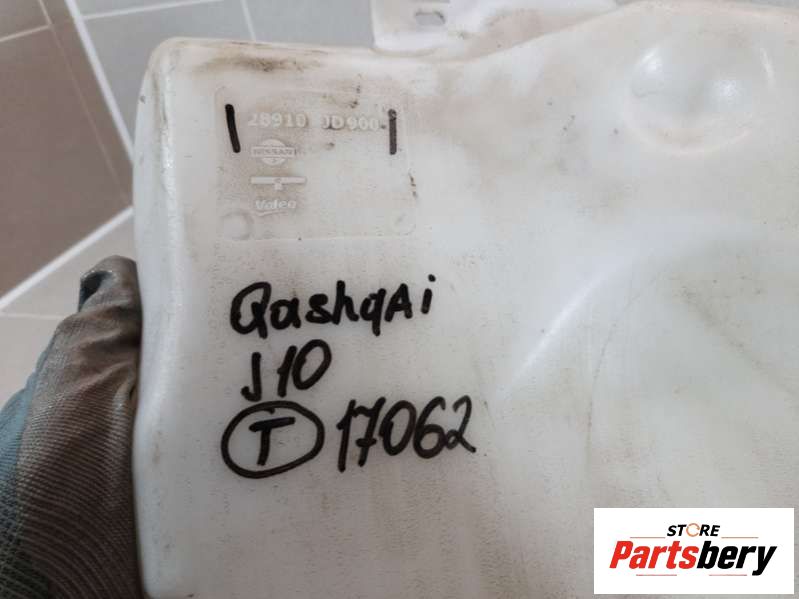 28910 JD900
NISSAN
Valeo
QashqAi
J10
T 17062
STORE
Partsbery